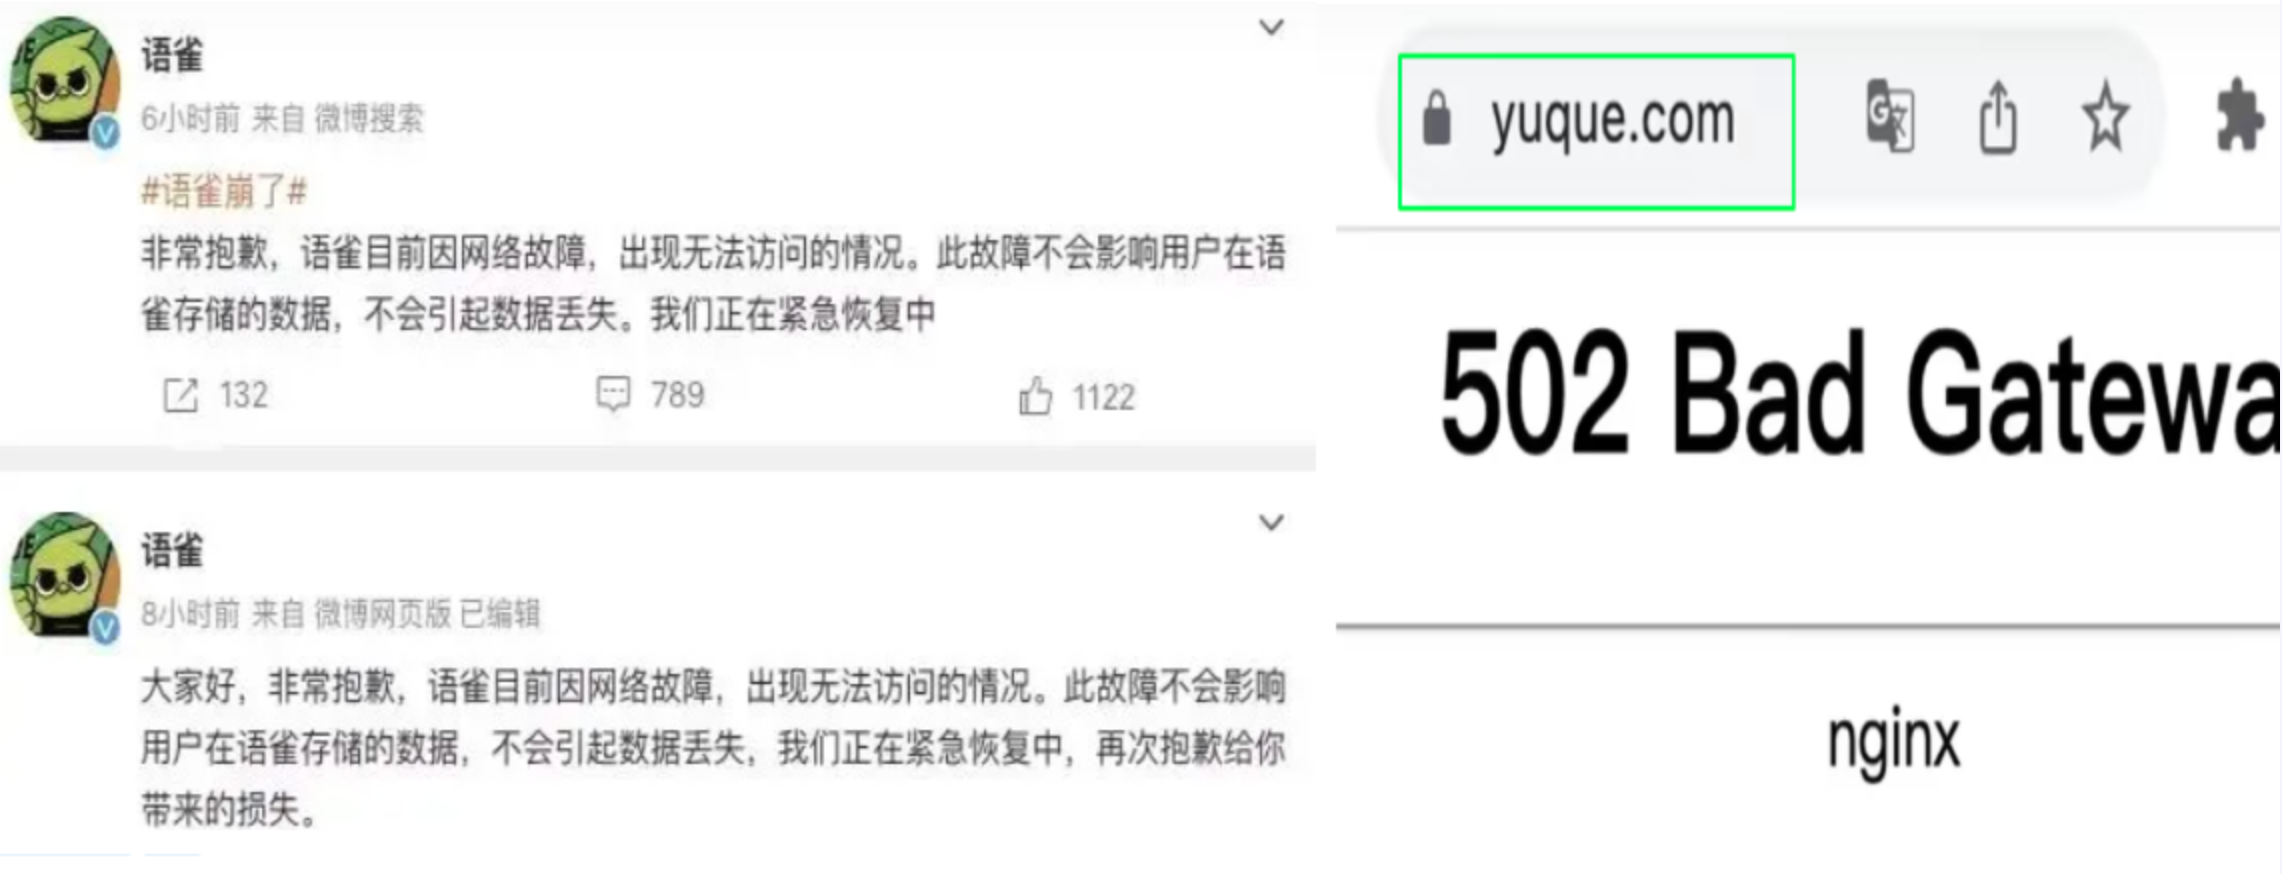 语雀
6小时前 来自 微博搜索
#语雀崩了#
非常抱歉，语雀目前因网络故障，出现无法访问的情况。此故障不会影响用户在语
雀存储的数据，不会引起数据丢失。我们正在紧急恢复中
132 789 1122
语雀
8小时前 来自 微博网页版 已编辑
大家好，非常抱歉，语雀目前因网络故障，出现无法访问的情况。此故障不会影响
用户在语雀存储的数据，不会引起数据丢失，我们正在紧急恢复中，再次抱歉给你
带来的损失。
yuque.com
502 Bad Gatewa
nginx